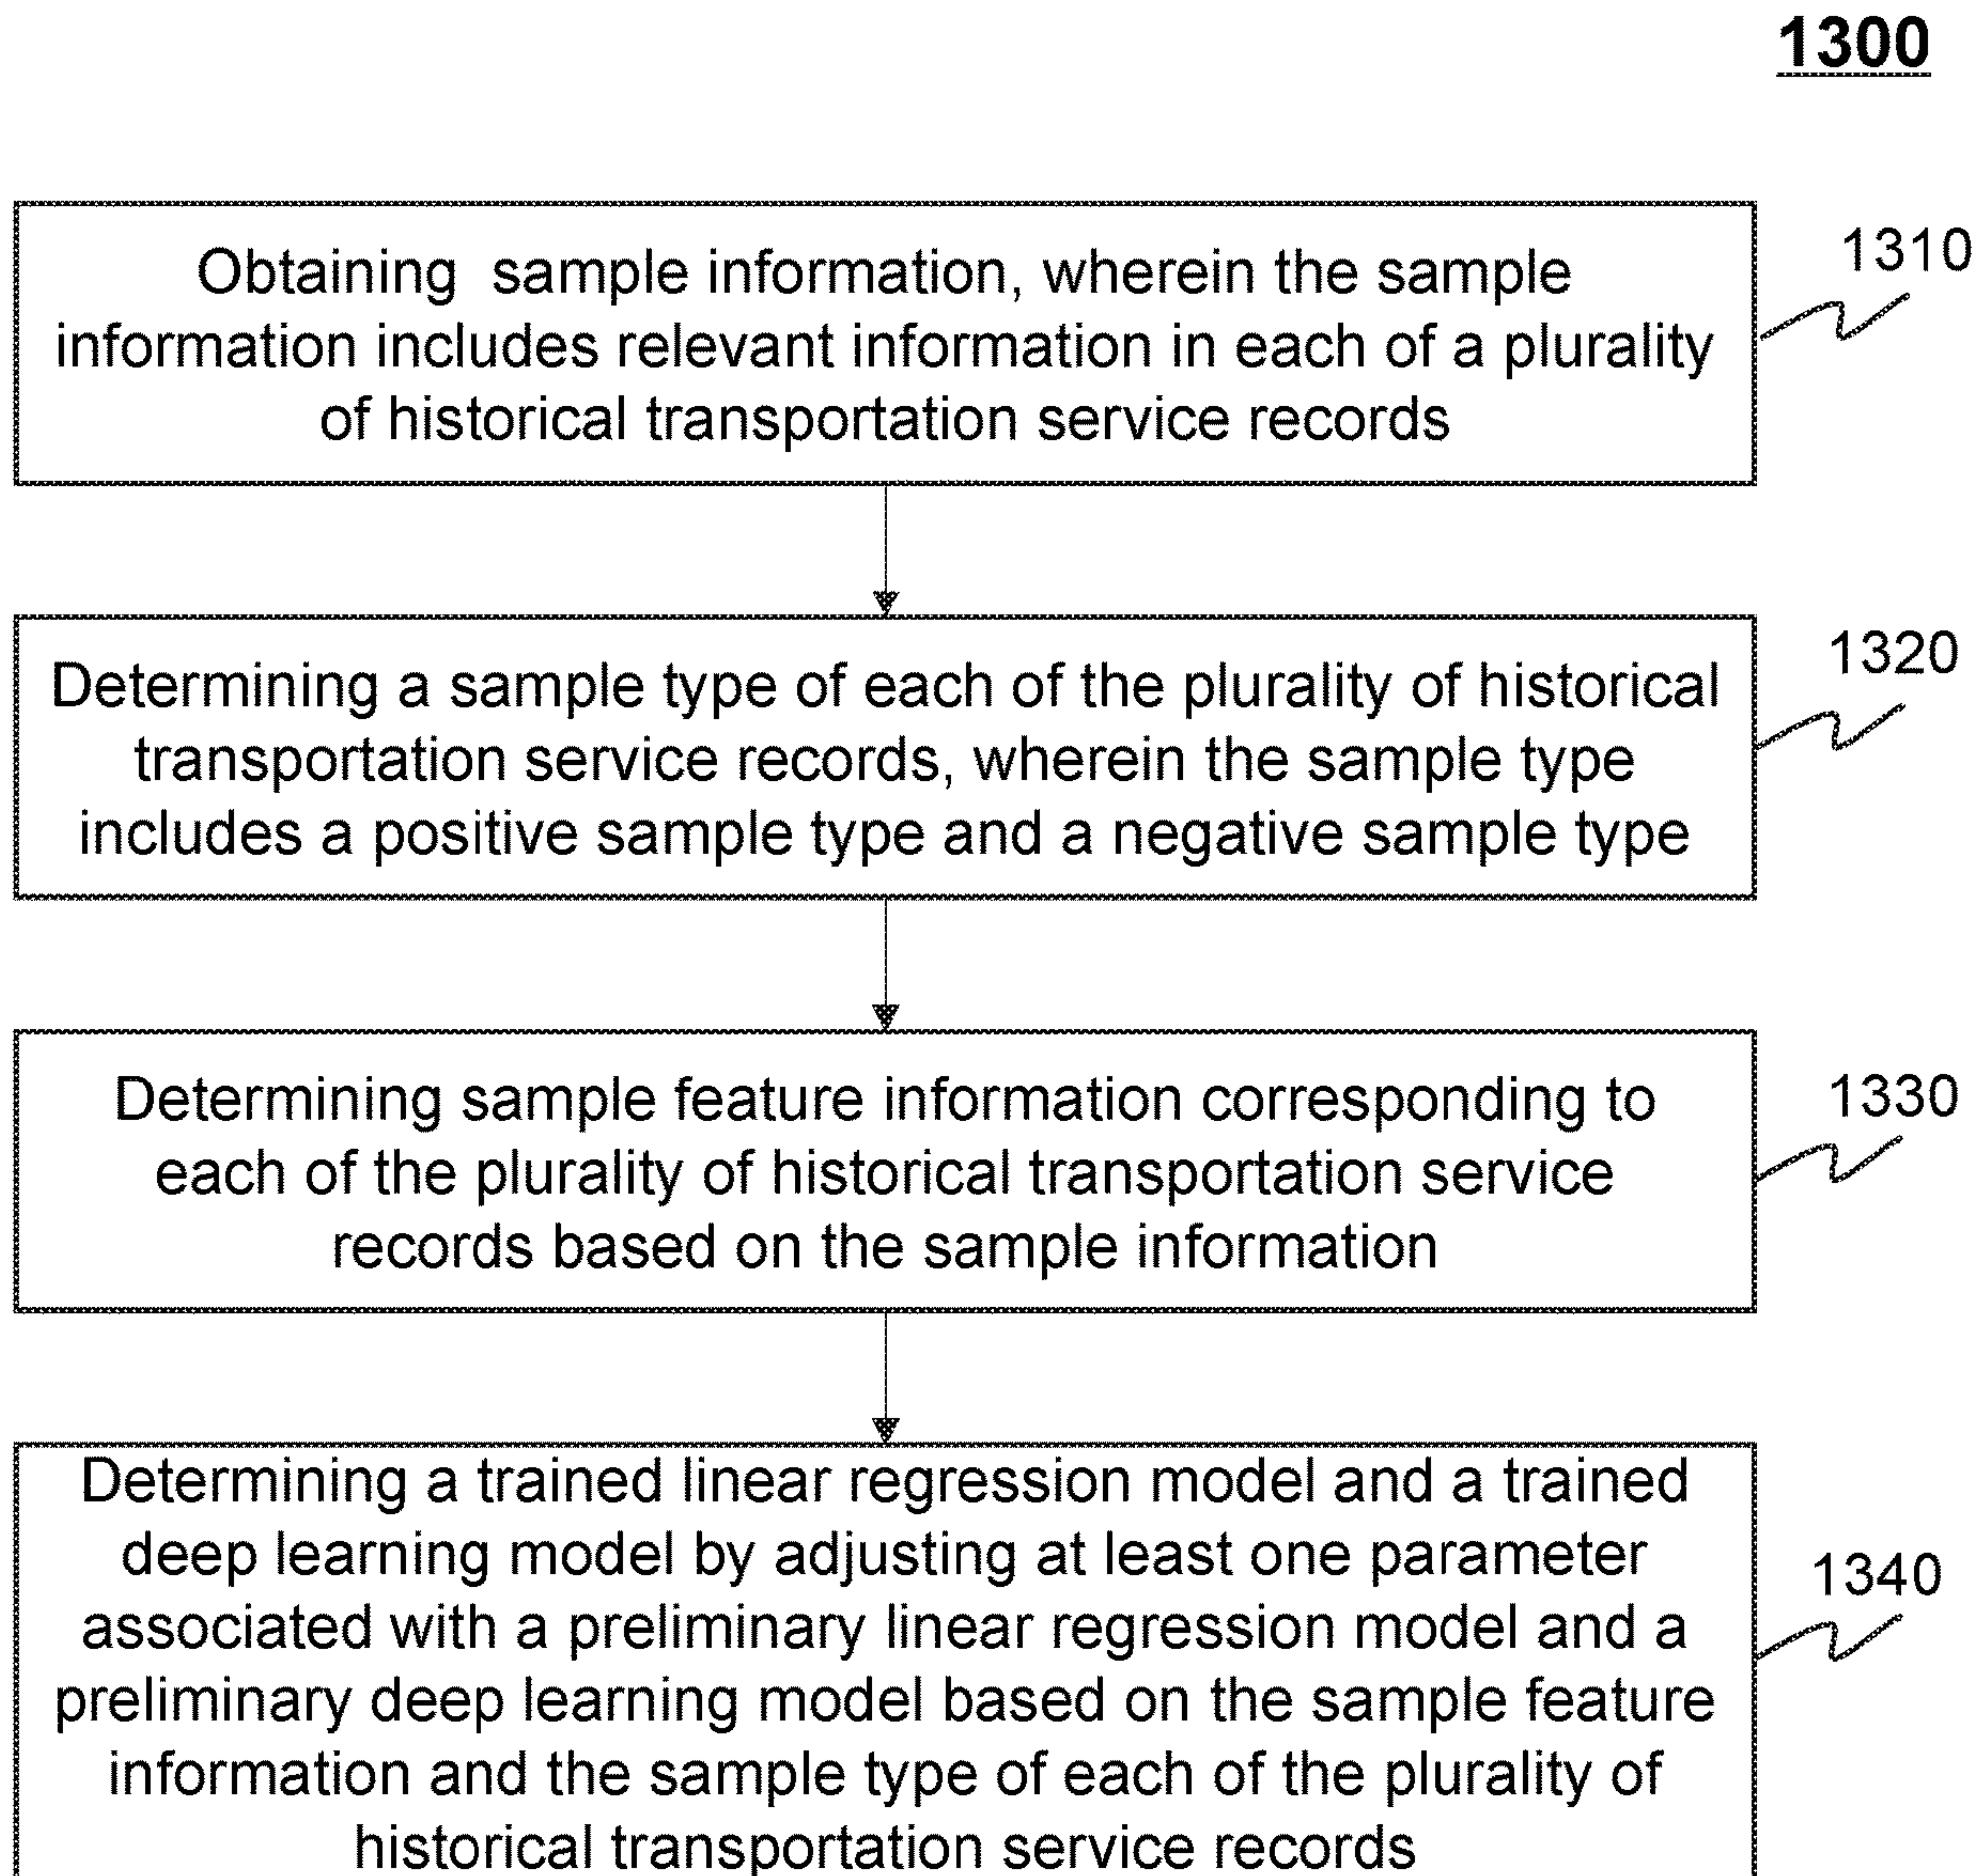 1300
Obtaining sample information, wherein the sample
information includes relevant information in each of a plurality
of historical transportation service records
1310
Determining a sample type of each of the plurality of historical
transportation service records, wherein the sample type
includes a positive sample type and a negative sample type
1320
Determining sample feature information corresponding to
each of the plurality of historical transportation service
records based on the sample information
1330
Determining a trained linear regression model and a trained
deep learning model by adjusting at least one parameter
associated with a preliminary linear regression model and a
preliminary deep learning model based on the sample feature
information and the sample type of each of the plurality of
historical transportation service records
1340